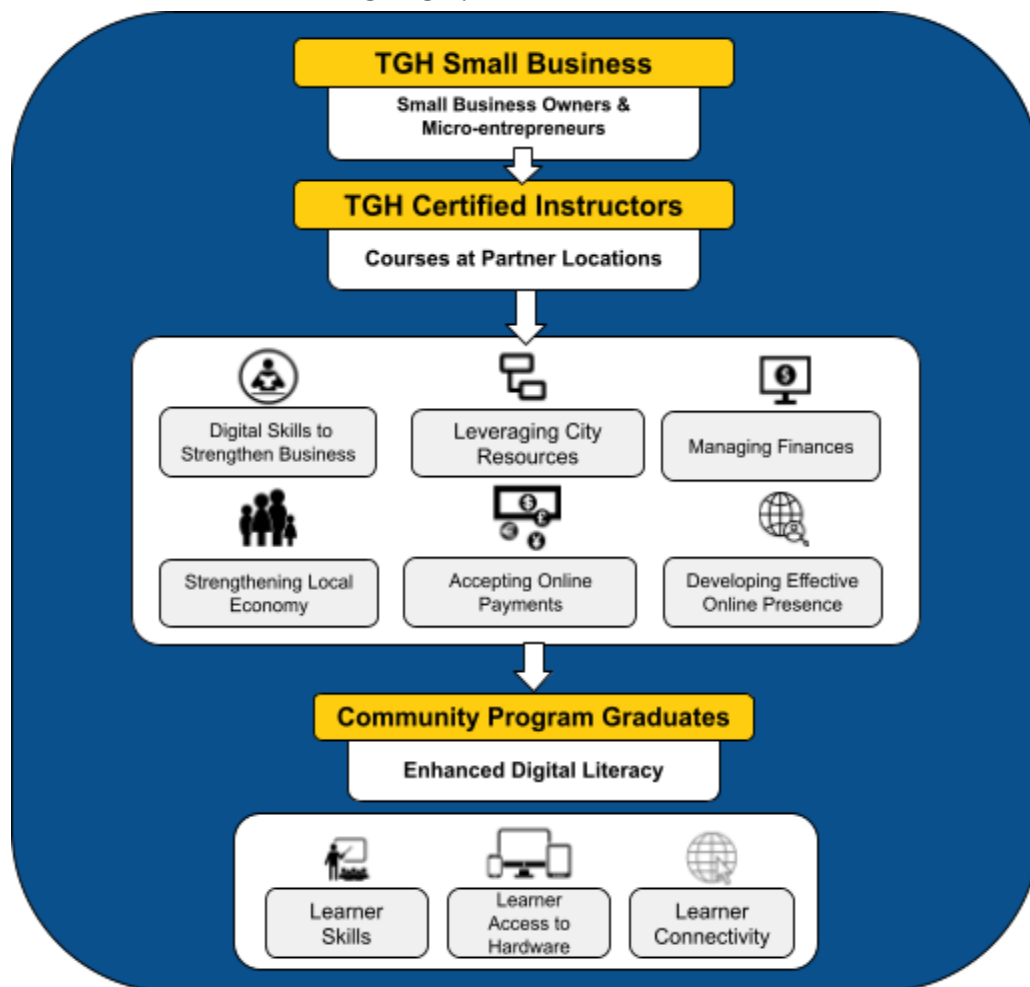 TGH Small Business
Small Business Owners &
Micro-entrepreneurs
TGH Certified Instructors
Courses at Partner Locations
Digital Skills to
Strengthen Business
Leveraging City
Resources
Managing Finances
Strengthening Local
Economy
Accepting Online
Payments
Developing Effective
Online Presence
Community Program Graduates
Enhanced Digital Literacy
Learner
Skills
Learner
Access to
Hardware
Learner
Connectivity